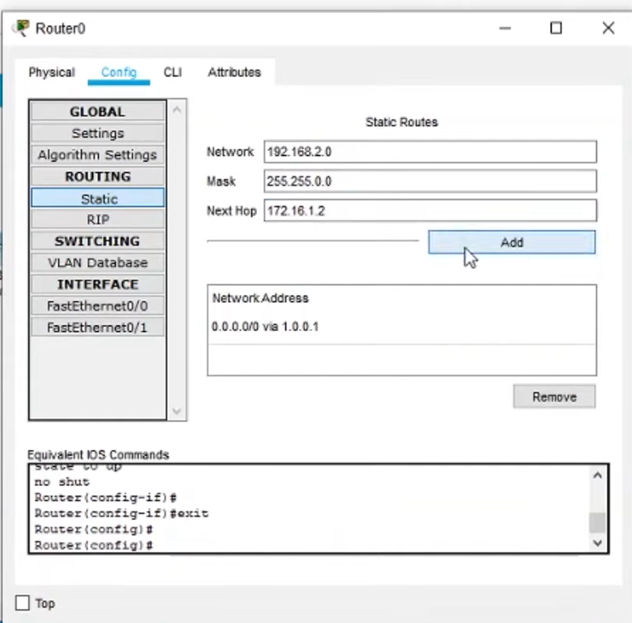 Router0
Physical Config CLI Attributes
GLOBAL
Settings
Algorithm Settings
ROUTING
Static
RIP
SWITCHING
VLAN Database
INTERFACE
FastEthernet0/0
FastEthernet0/1
Static Routes
Network 192.168.2.0
Mask 255.255.0.0
Next Hop 172.16.1.2
Add
Network Address
0.0.0.0/0 via 1.0.0.1
Remove
Equivalent IOS Commands
state to up
no shut
Router(config-if)#
Router(config-if)#exit
Router(config)#
Router(config)#
Top